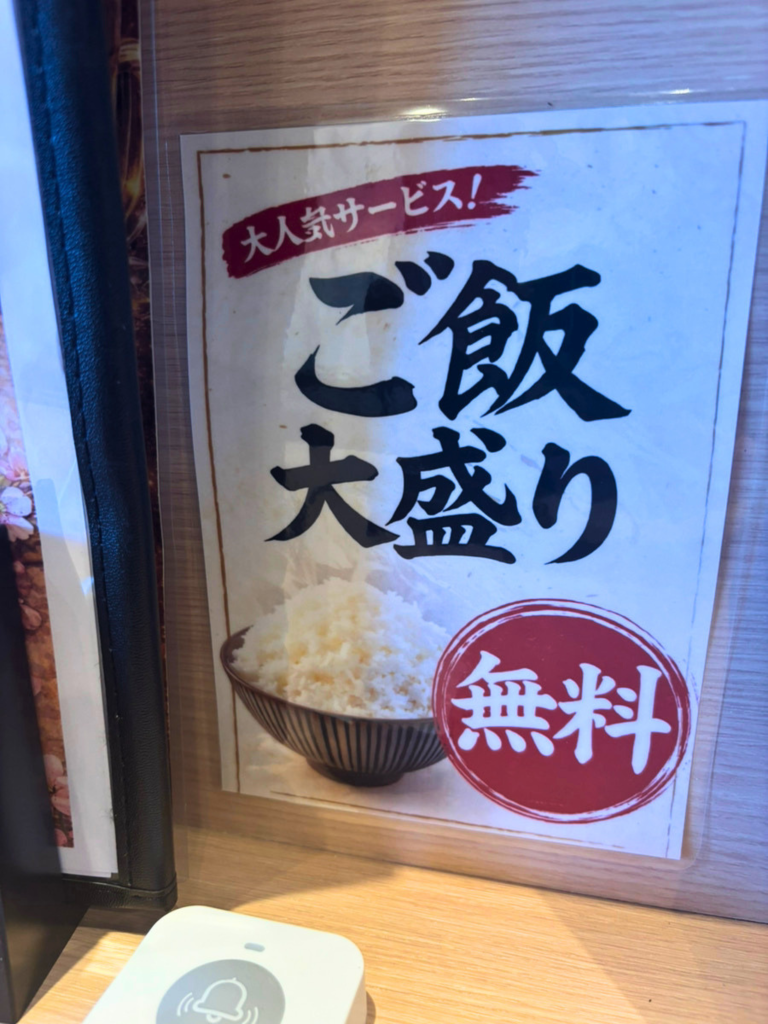 大人気サービス!
ご飯
大盛り
無料